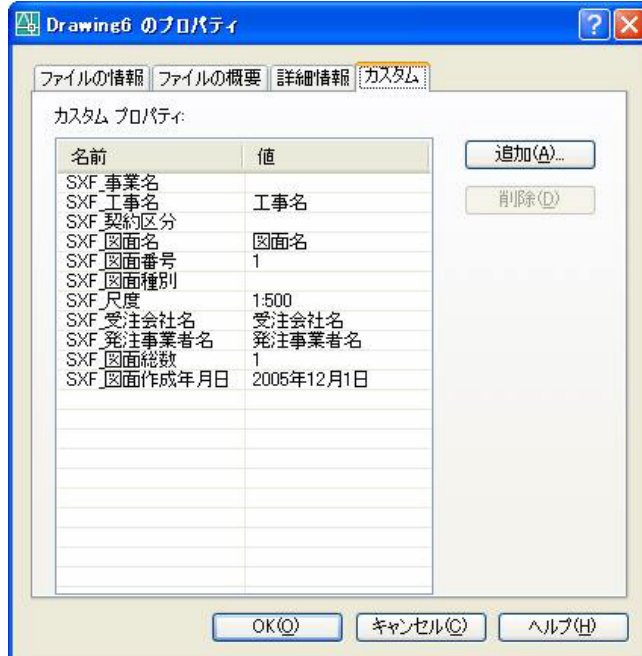 Drawing6 のプロパティ
ファイルの情報 ファイルの概要 詳細情報 カスタム
カスタム プロパティ:
名前 値
追加(A)...
SXF_事業名
SXF_工事名 工事名
削除(D)
SXF_契約区分
SXF_図面名 図面名
SXF_図面番号 1
SXF_図面種別
SXF_尺度 1:500
SXF_受注会社名 受注会社名
SXF_発注事業者名 発注事業者名
SXF_図面総数 1
SXF_図面作成年月日 2005年12月1日
OK(O) キャンセル(C) ヘルプ(H)